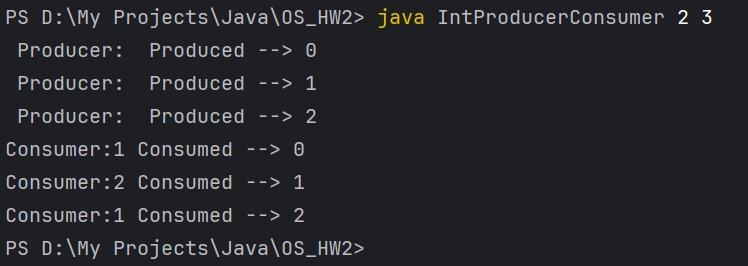 PS D:\My Projects\Java\OS_HW2> java IntProducerConsumer 2 3
Producer:  Produced --> 0
Producer:  Produced --> 1
Producer:  Produced --> 2
Consumer:1 Consumed --> 0
Consumer:2 Consumed --> 1
Consumer:1 Consumed --> 2
PS D:\My Projects\Java\OS_HW2>